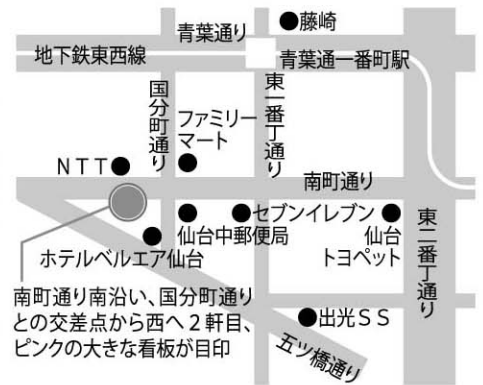 ●藤崎
青葉通り
地下鉄東西線
青葉通一番町駅
国分町通り
東一番丁通り
ファミリー
マート
NTT●
南町通り
●セブンイレブン
仙台中郵便局
仙台
トヨペット
東二番丁通り
ホテルベルエア仙台
南町通り南沿い、国分町通り
との交差点から西へ2軒目、
ピンクの大きな看板が目印
●出光SS
五ツ橋通り